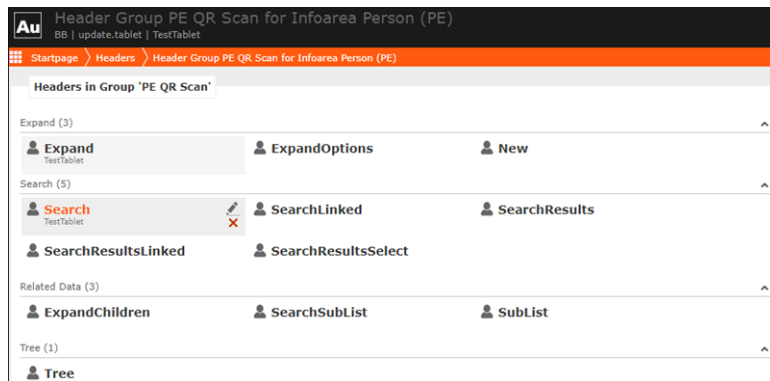 Au
Header Group PE QR Scan for Infoarea Person (PE)
BB | update.tablet | TestTablet
Startpage
Headers
Header Group PE QR Scan for Infoarea Person (PE)
Headers in Group 'PE QR Scan'
Expand (3)
Expand
TestTablet
ExpandOptions
New
Search (5)
Search
TestTablet
SearchLinked
SearchResults
SearchResultsLinked
SearchResultsSelect
Related Data (3)
ExpandChildren
SearchSubList
SubList
Tree (1)
Tree